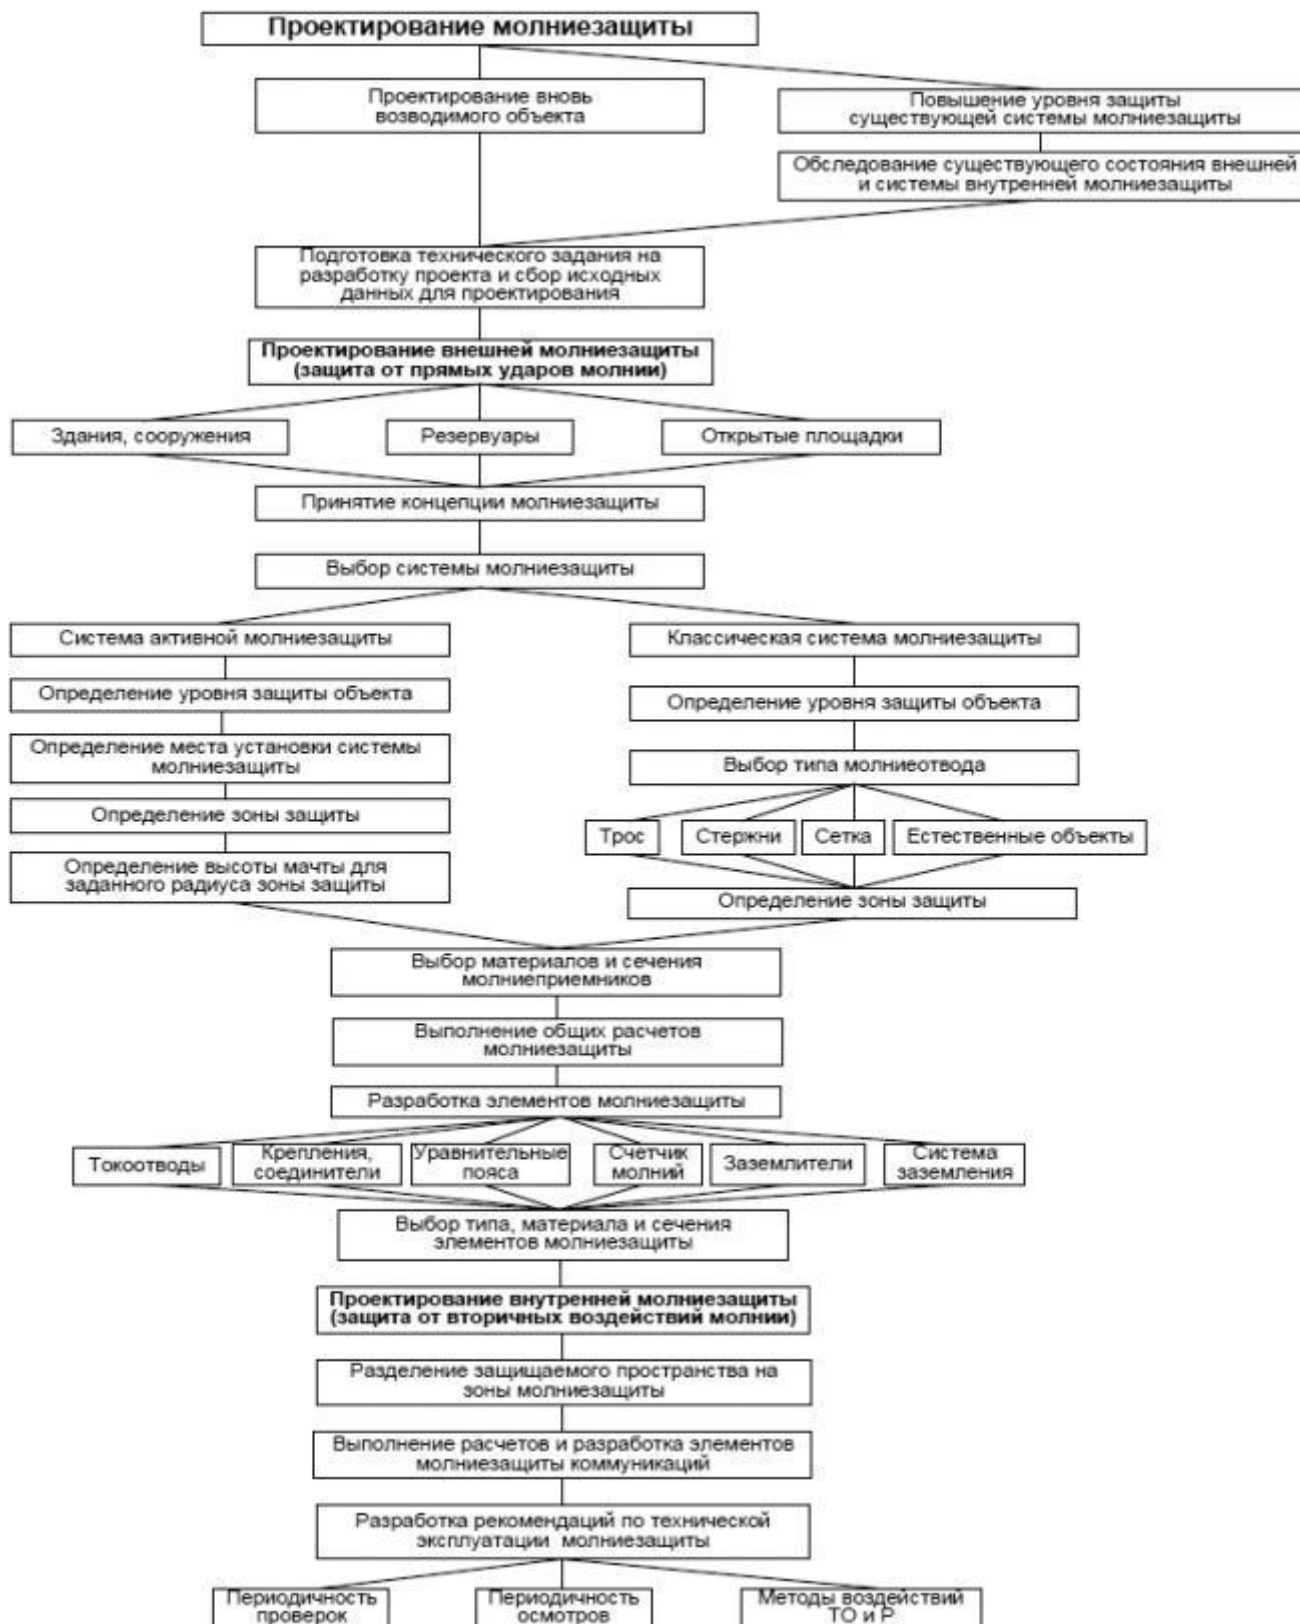 Проектирование молниезащиты
Проектирование вновь
возводимого объекта
Повышение уровня защиты
существующей системы молниезащиты
Обследование существующего состояния внешней
и системы внутренней молниезащиты
Подготовка технического задания на
разработку проекта и сбор исходных
данных для проектирования
Проектирование внешней молниезащиты
(защита от прямых ударов молнии)
Здания, сооружения
Резервуары
Открытые площадки
Принятие концепции молниезащиты
Выбор системы молниезащиты
Система активной молниезащиты
Определение уровня защиты объекта
Определение места установки системы
молниезащиты
Определение зоны защиты
Определение высоты мачты для
заданного радиуса зоны защиты
Классическая система молниезащиты
Определение уровня защиты объекта
Выбор типа молниеотвода
Трос
Стержни
Сетка
Естественные объекты
Определение зоны защиты
Выбор материалов и сечения
молниеприемников
Выполнение общих расчетов
молниезащиты
Разработка элементов молниезащиты
Токоотводы
Крепления,
соединители
Уравнительные
пояса
Счетчик
молний
Заземлители
Система
заземления
Выбор типа, материала и сечения
элементов молниезащиты
Проектирование внутренней молниезащиты
(защита от вторичных воздействий молнии)
Разделение защищаемого пространства на
зоны молниезащиты
Выполнение расчетов и разработка элементов
молниезащиты коммуникаций
Разработка рекомендаций по технической
эксплуатации молниезащиты
Периодичность
проверок
Периодичность
осмотров
Методы воздействий
ТО и Р